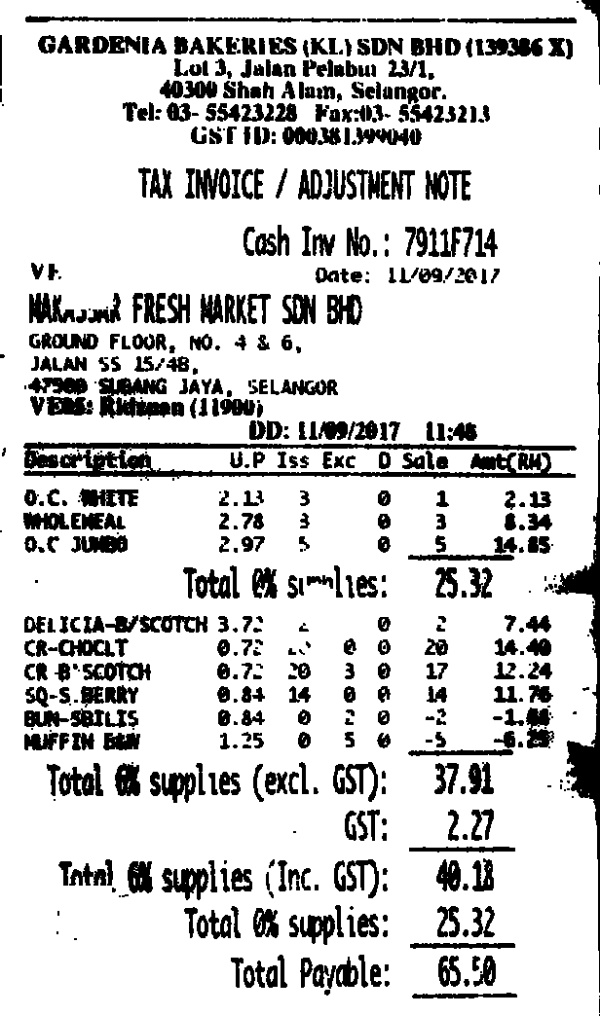 GARDENIA BAKERIES (KL) SDN BHD (139386 X)
Lot 3, Jalan Pelabur 23/1,
40300 Shah Alam, Selangor.
Tel: 03- 55423228 Fax:03- 55423213
GST ID: 000381399040
TAX INVOICE / ADJUSTMENT NOTE
Cash Inv No.: 7911F714
Date: 11/09/2017
FRESH MARKET SDN BHD
GROUND FLOOR, NO. 4 & 6,
JALAN SS 15/4B,
47500 SUBANG JAYA, SELANGOR
VE05: Ridzuan (11900)
DD: 11/09/2017 11:48
Description U.P Iss Exc D Sale Amt(RM)
O.C. WHITE 2.13 3 0 1 2.13
WHOLEMEAL 2.78 3 0 3 8.34
O.C JUMBO 2.97 5 0 5 14.85
Total 0% supplies: 25.32
DELICIA-B/SCOTCH 3.72 2 0 2 7.44
CR-CHOCLT 0.72 0 0 20 14.40
CR-B'SCOTCH 0.72 20 3 0 17 12.24
SQ-S.BERRY 0.84 14 0 0 14 11.76
BUN-SBILIS 0.84 0 2 0 -2 -1.68
MUFFIN B&W 1.25 0 5 0 -5 -6.25
Total 6% supplies (excl. GST): 37.91
GST: 2.27
Total 6% supplies (Inc. GST): 40.18
Total 0% supplies: 25.32
Total Payable: 65.50